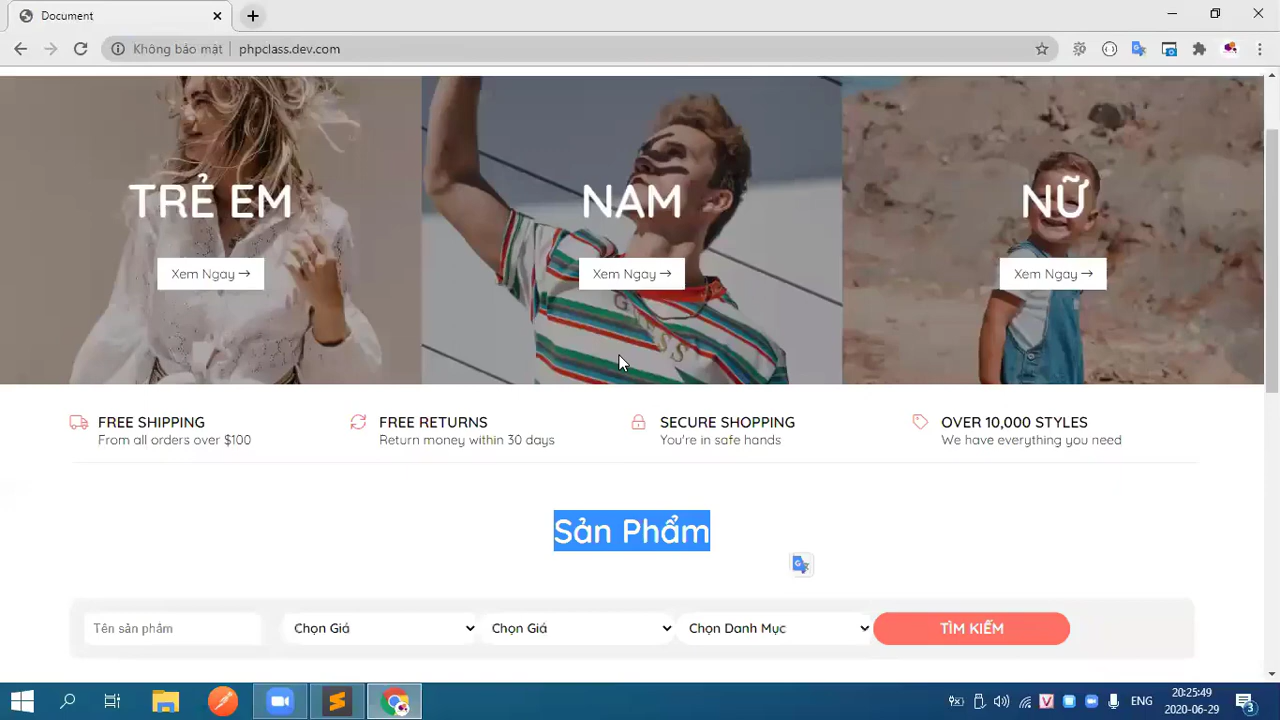 Document
Không bảo mật
phpclass.dev.com
TRẺ EM
NAM
NỮ
Xem Ngay →
Xem Ngay →
Xem Ngay →
FREE SHIPPING
From all orders over $100
FREE RETURNS
Return money within 30 days
SECURE SHOPPING
You're in safe hands
OVER 10,000 STYLES
We have everything you need
Sản Phẩm
Tên sản phẩm
Chọn Giá
Chọn Giá
Chọn Danh Mục
TÌM KIẾM
ENG
20:25:49
2020-06-29
3